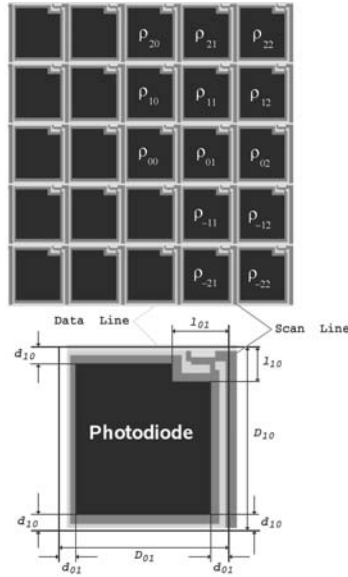 ρ20 ρ21 ρ22
ρ10 ρ11 ρ12
ρ00 ρ01 ρ02
ρ-11 ρ-12
ρ-21 ρ-22
l01
Data Line Scan Line
d10 l10
Photodiode
D10
d10 d10
D01
d01 d01